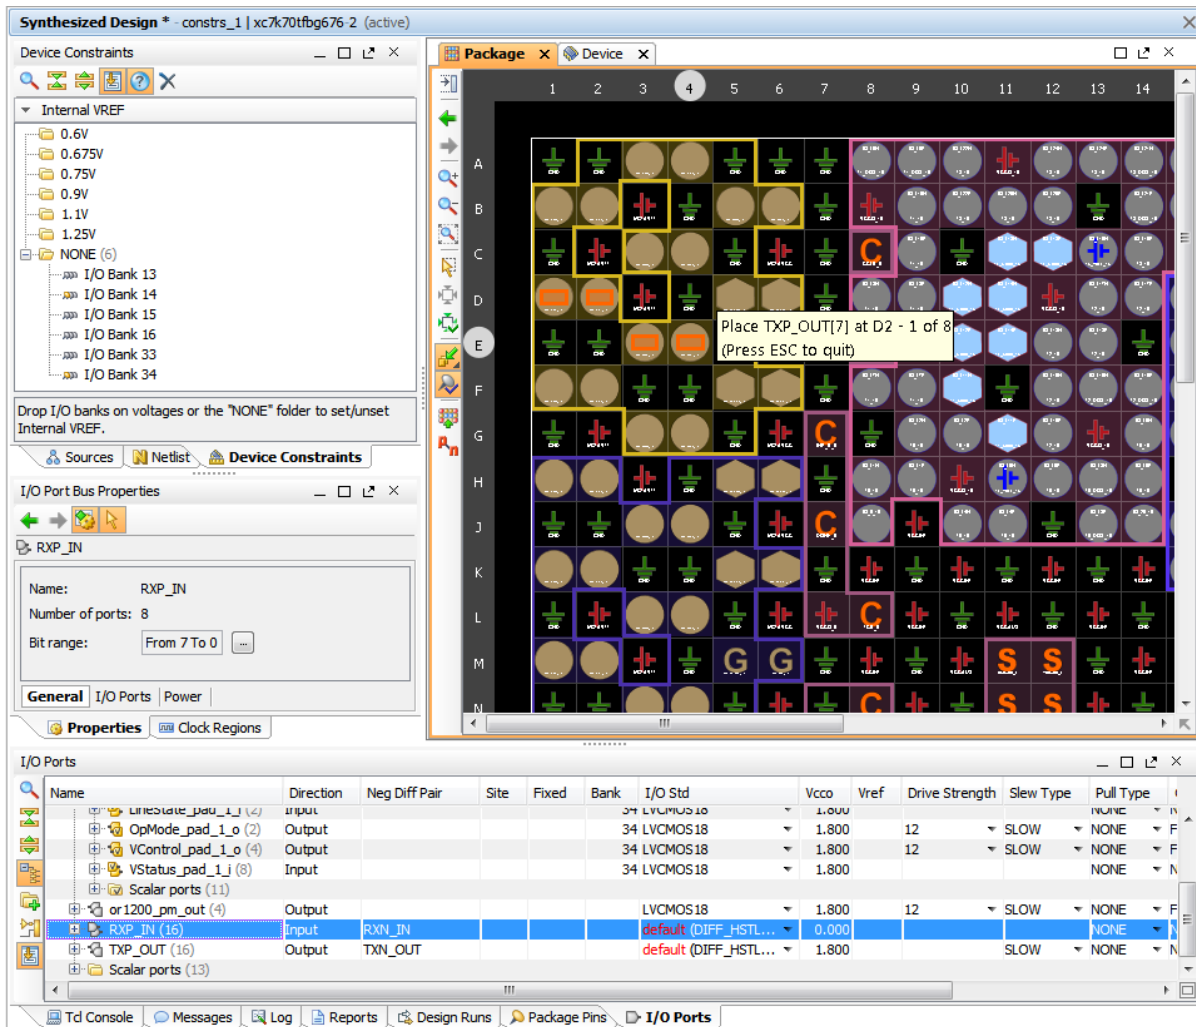 Synthesized Design * - constrs_1 | xc7k70tfbg676-2 (active)
Device Constraints
Internal VREF
0.6V
0.675V
0.75V
0.9V
1.1V
1.25V
NONE (6)
I/O Bank 13
I/O Bank 14
I/O Bank 15
I/O Bank 16
I/O Bank 33
I/O Bank 34
Drop I/O banks on voltages or the "NONE" folder to set/unset
Internal VREF.
Sources Netlist Device Constraints
I/O Port Bus Properties
RXP_IN
Name: RXP_IN
Number of ports: 8
Bit range: From 7 To 0 ...
General I/O Ports Power
Properties Clock Regions
Package Device
1 2 3 4 5 6 7 8 9 10 11 12 13 14
A
B
C C
D
Place TXP_OUT[7] at D2 - 1 of 8
(Press ESC to quit)
E
F
G C
H
J C
K
L C
M G G S S
N C S S
I/O Ports
Name Direction Neg Diff Pair Site Fixed Bank I/O Std Vcco Vref Drive Strength Slew Type Pull Type
LineState_pad_1_i (2) Input 34 LVCMOS18 1.800 NONE
OpMode_pad_1_o (2) Output 34 LVCMOS18 1.800 12 SLOW NONE F
VControl_pad_1_o (4) Output 34 LVCMOS18 1.800 12 SLOW NONE F
VStatus_pad_1_i (8) Input 34 LVCMOS18 1.800 NONE N
Scalar ports (11)
or1200_pm_out (4) Output LVCMOS18 1.800 12 SLOW NONE F
RXP_IN (16) Input RXN_IN default (DIFF_HSTL... 0.000 NONE N
TXP_OUT (16) Output TXN_OUT default (DIFF_HSTL... 1.800 SLOW NONE N
Scalar ports (13)
Tcl Console Messages Log Reports Design Runs Package Pins I/O Ports